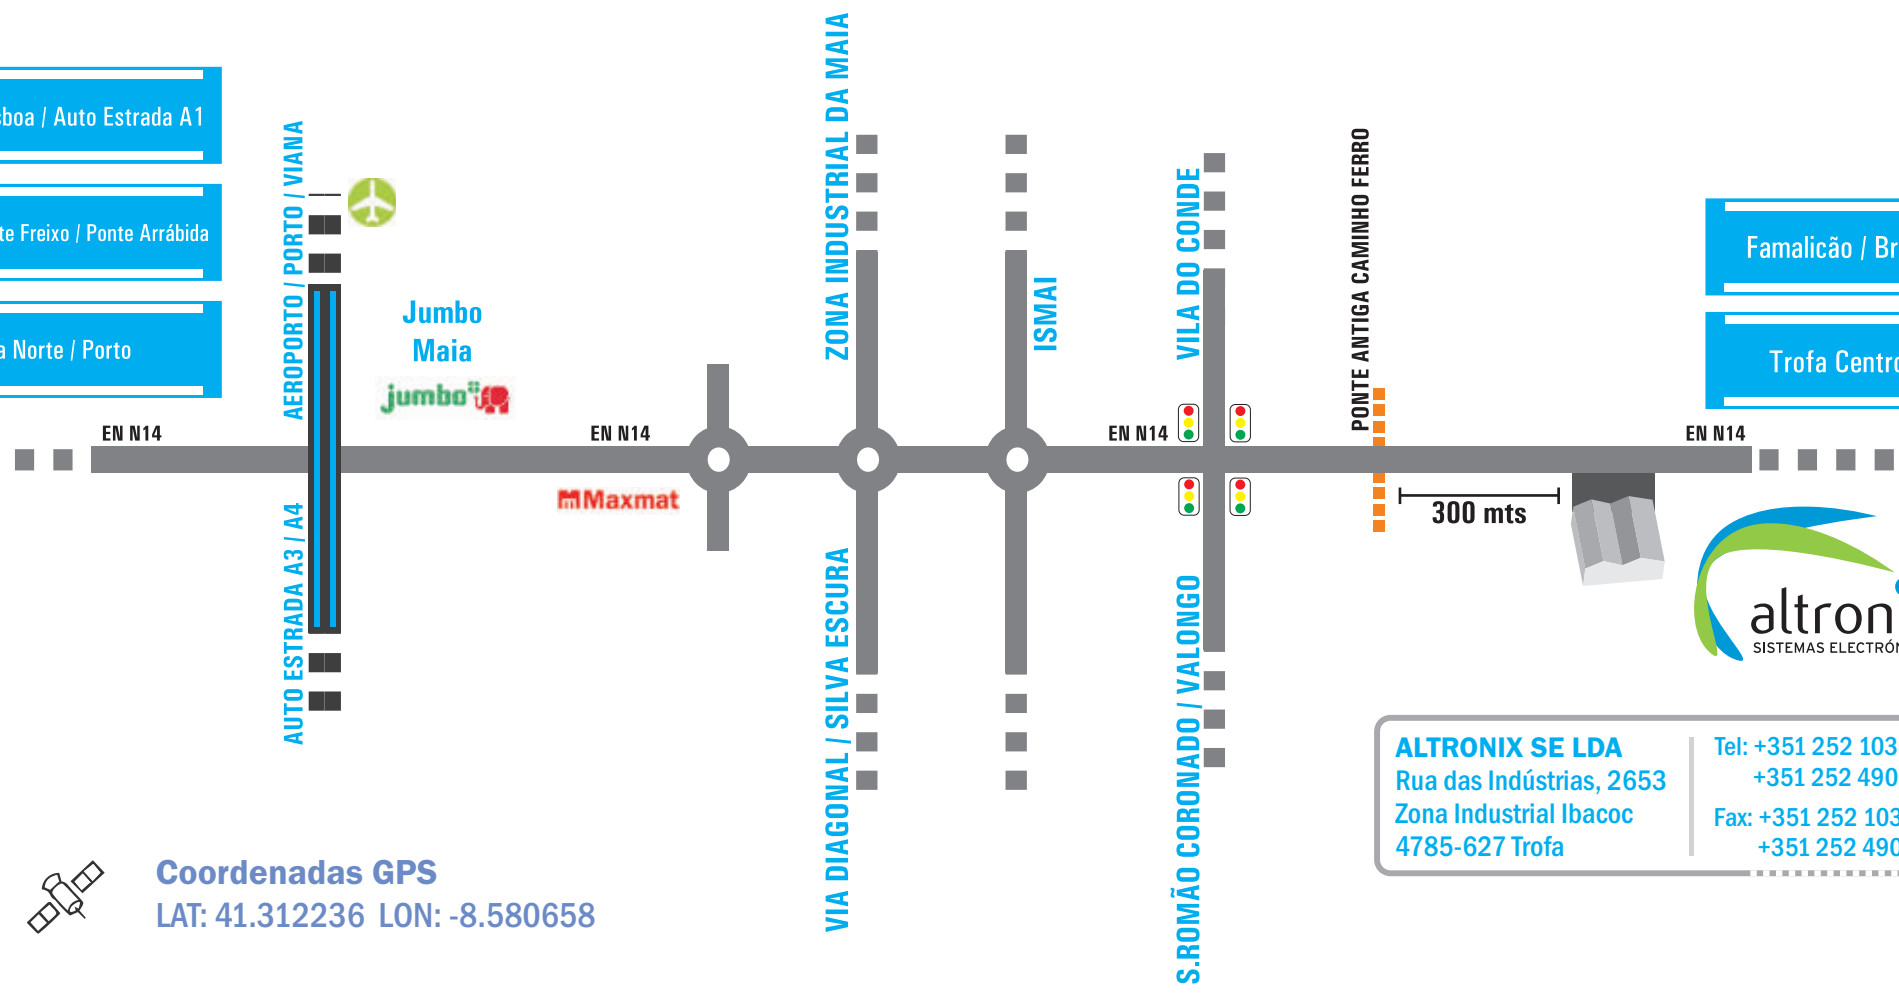 / Auto Estrada A1
Freixo / Ponte Arrábida
Norte / Porto
AEROPORTO / PORTO / VIANA
AUTO ESTRADA A3 / A4
Jumbo
Maia
jumbo
EN N14
EN N14
Maxmat
ZONA INDUSTRIAL DA MAIA
VIA DIAGONAL / SILVA ESCURA
ISMAI
EN N14
VILA DO CONDE
S.ROMÃO CORONADO / VALONGO
PONTE ANTIGA CAMINHO FERRO
300 mts
EN N14
Famalicão / Br
Trofa Centro
altron
SISTEMAS ELECTRÓN
ALTRONIX SE LDA
Rua das Indústrias, 2653
Zona Industrial Ibacoc
4785-627 Trofa
Tel: +351 252 103
+351 252 490
Fax: +351 252 103
+351 252 490
Coordenadas GPS
LAT: 41.312236 LON: -8.580658